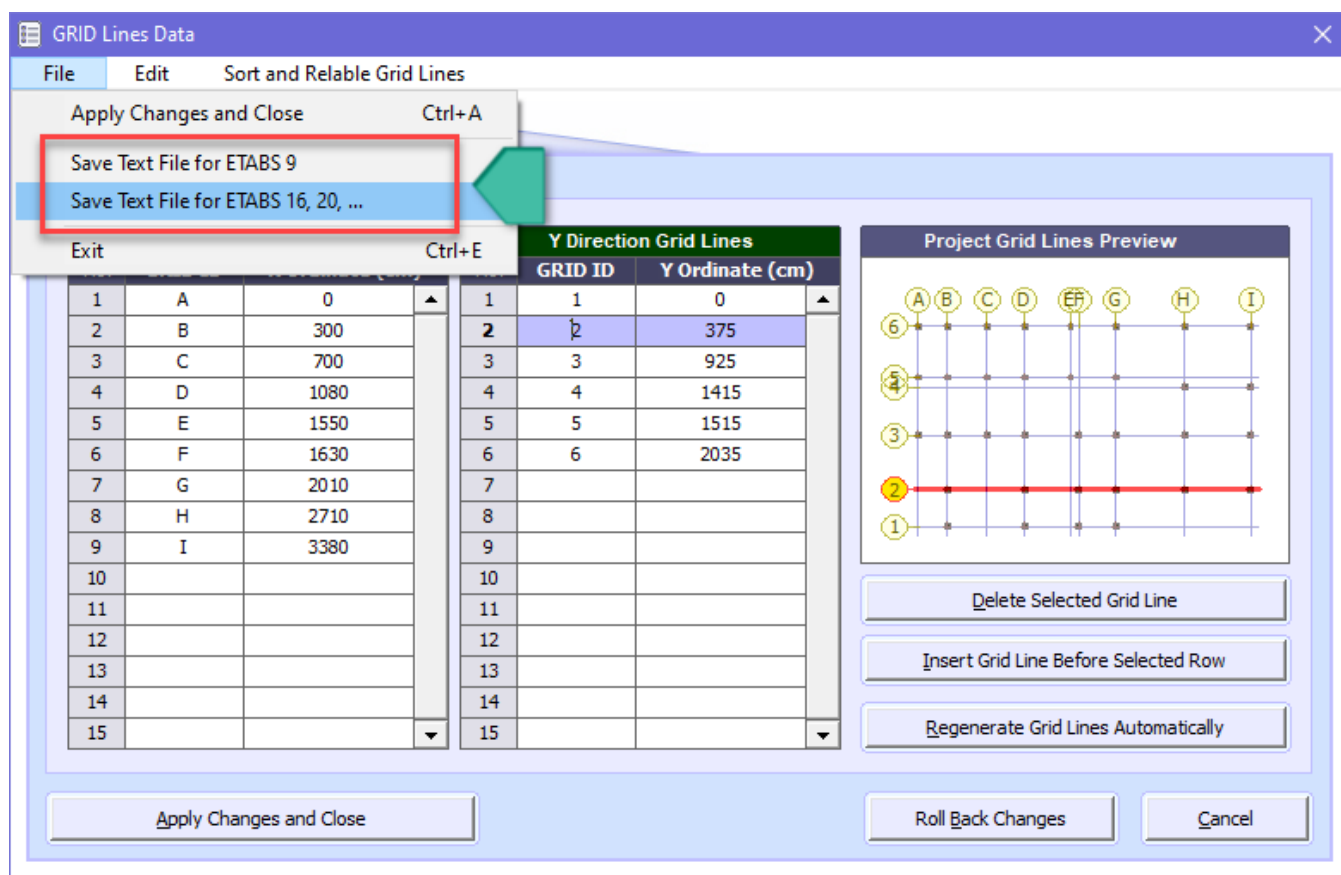 GRID Lines Data
File Edit Sort and Relable Grid Lines
Apply Changes and Close Ctrl+A
Save Text File for ETABS 9
Save Text File for ETABS 16, 20, ...
Exit Ctrl+E
Y Direction Grid Lines
GRID ID Y Ordinate (cm)
1 A 0 1 1 0
2 B 300 2 2 375
3 C 700 3 3 925
4 D 1080 4 4 1415
5 E 1550 5 5 1515
6 F 1630 6 6 2035
7 G 2010 7
8 H 2710 8
9 I 3380 9
10 10
11 11
12 12
13 13
14 14
15 15
Project Grid Lines Preview
A B C D E F G H I
6
5
4
3
2
1
Delete Selected Grid Line
Insert Grid Line Before Selected Row
Regenerate Grid Lines Automatically
Apply Changes and Close Roll Back Changes Cancel